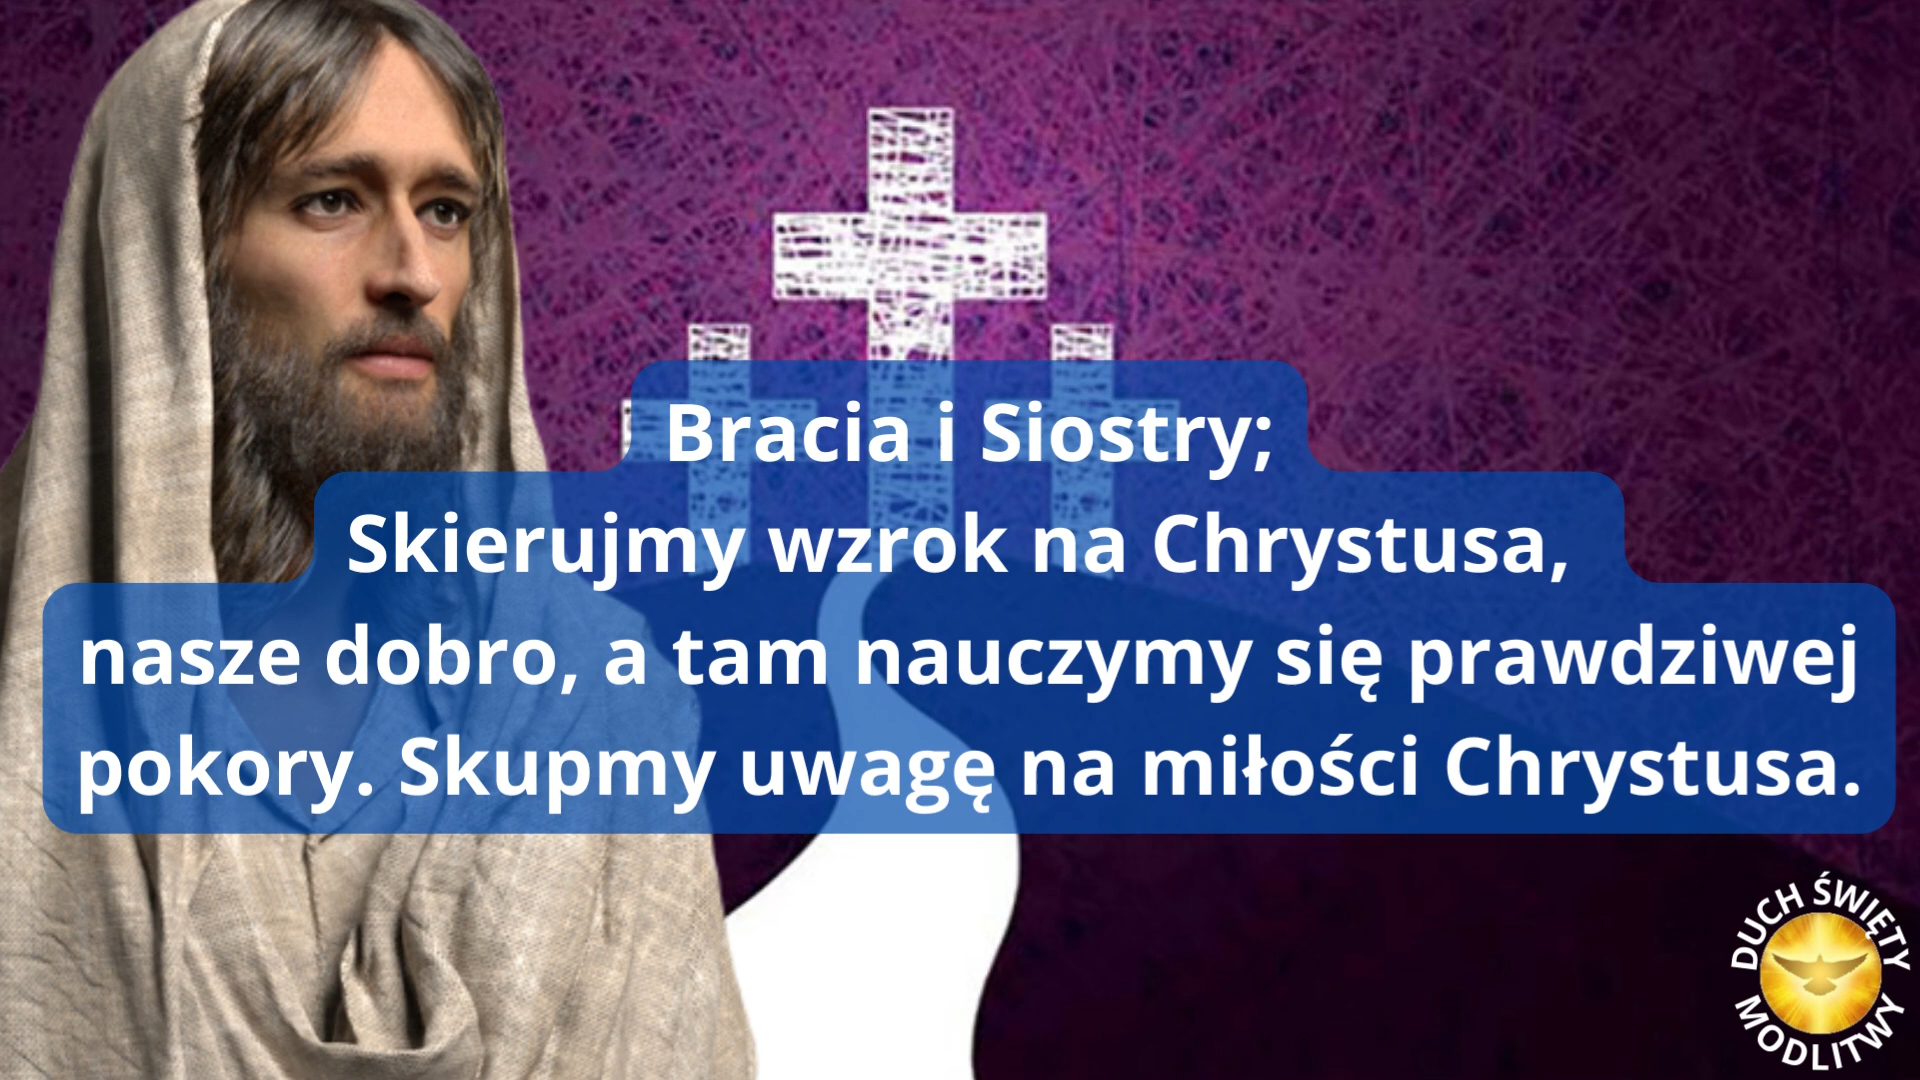 Bracia i Siostry;
Skierujmy wzrok na Chrystusa,
nasze dobro, a tam nauczymy się prawdziwej
pokory. Skupmy uwagę na miłości Chrystusa.
DUCH ŚWIĘTY
MODLITWY